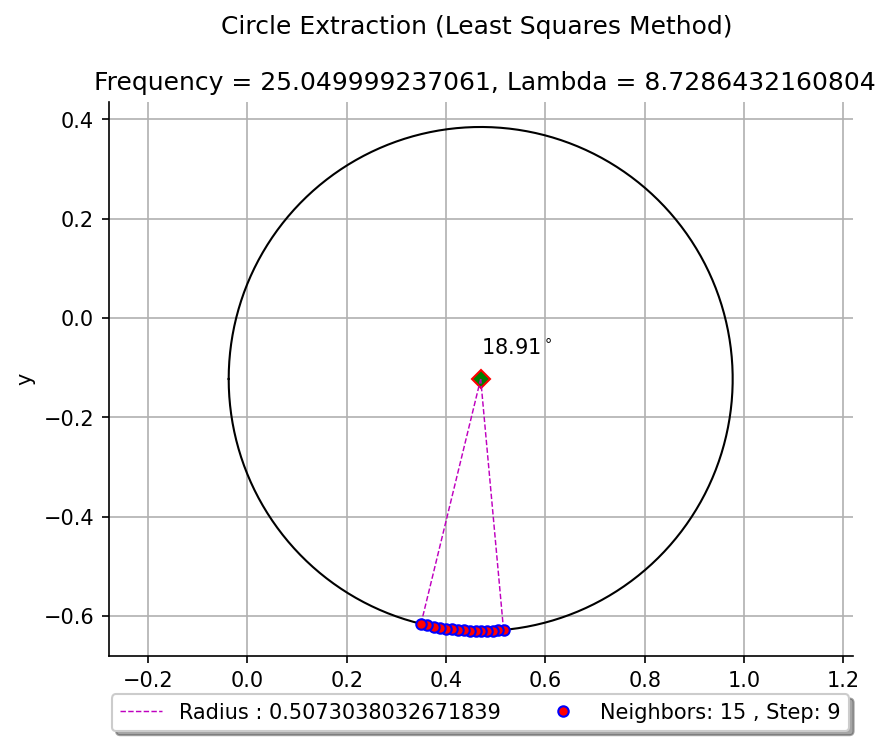 Circle Extraction (Least Squares Method)
Frequency = 25.049999237061, Lambda = 8.7286432160804
0.4
0.2
0.0
−0.2
−0.4
−0.6
y
18.91°
−0.2 0.0 0.2 0.4 0.6 0.8 1.0 1.2
Radius : 0.5073038032671839 Neighbors: 15 , Step: 9